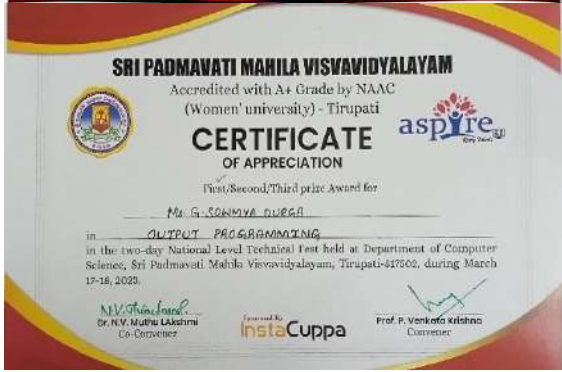 SRI PADMAVATI MAHILA VISVAVIDYALAYAM
Accredited with A+ Grade by NAAC
(Women' university) - Tirupati
aspire
CERTIFICATE
OF APPRECIATION
First/Second/Third prize Award for
Ms G. SOWMYA DURGA
in OUTPUT PROGRAMMING
in the two-day National Level Technical Fest held at Department of Computer
Science, Sri Padmavati Mahila Visvavidyalayam, Tirupati-517502, during March
17-18, 2023.
Dr. N.V. Muthu LAkshmi
Co-Convener
Sponsored By
InstaCuppa
Prof. P. Venkata Krishna
Convener